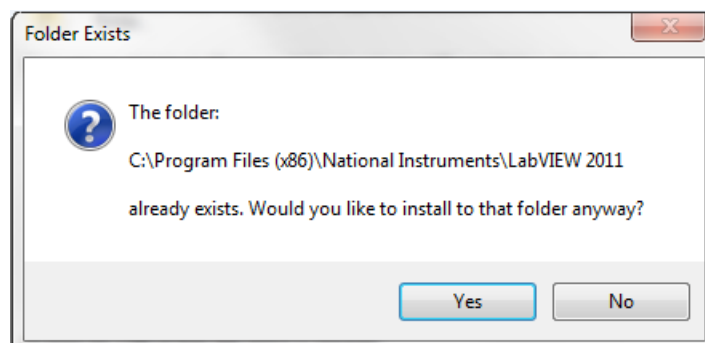 Folder Exists
The folder:
C:\Program Files (x86)\National Instruments\LabVIEW 2011
already exists. Would you like to install to that folder anyway?
Yes
No